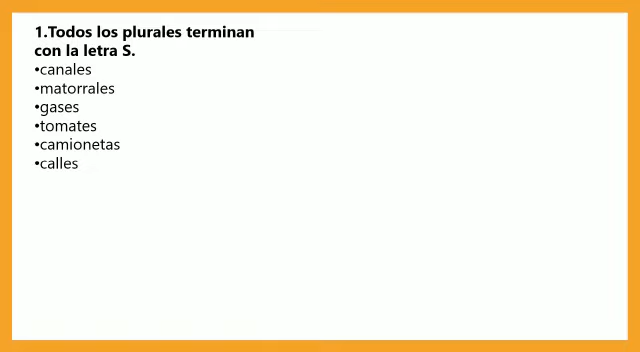 1.Todos los plurales terminan
con la letra S.
•canales
•matorrales
•gases
•tomates
•camionetas
•calles